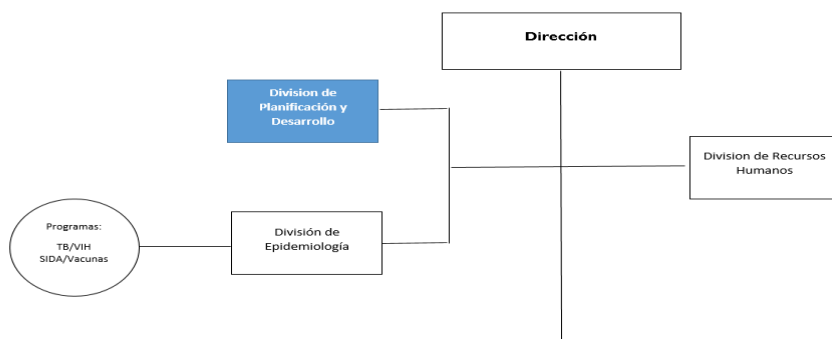 Dirección
Division de
Planificación y
Desarrollo
Division de Recursos
Humanos
Programas:
TB/VIH
SIDA/Vacunas
División de
Epidemiología